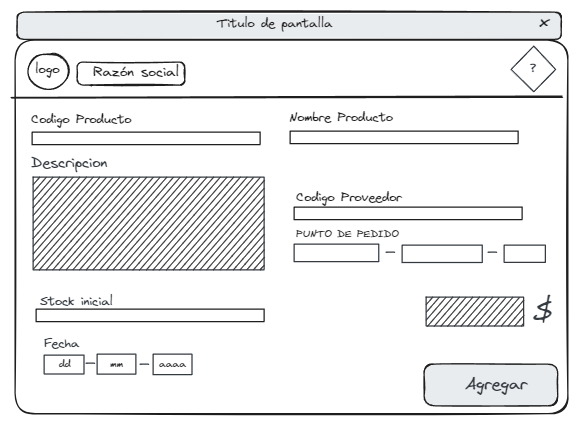 Titulo de pantalla ×
logo
Razón social
?
Codigo Producto
Nombre Producto
Descripcion
Codigo Proveedor
PUNTO DE PEDIDO
Stock inicial
$
Fecha
dd — mm — aaaa
Agregar